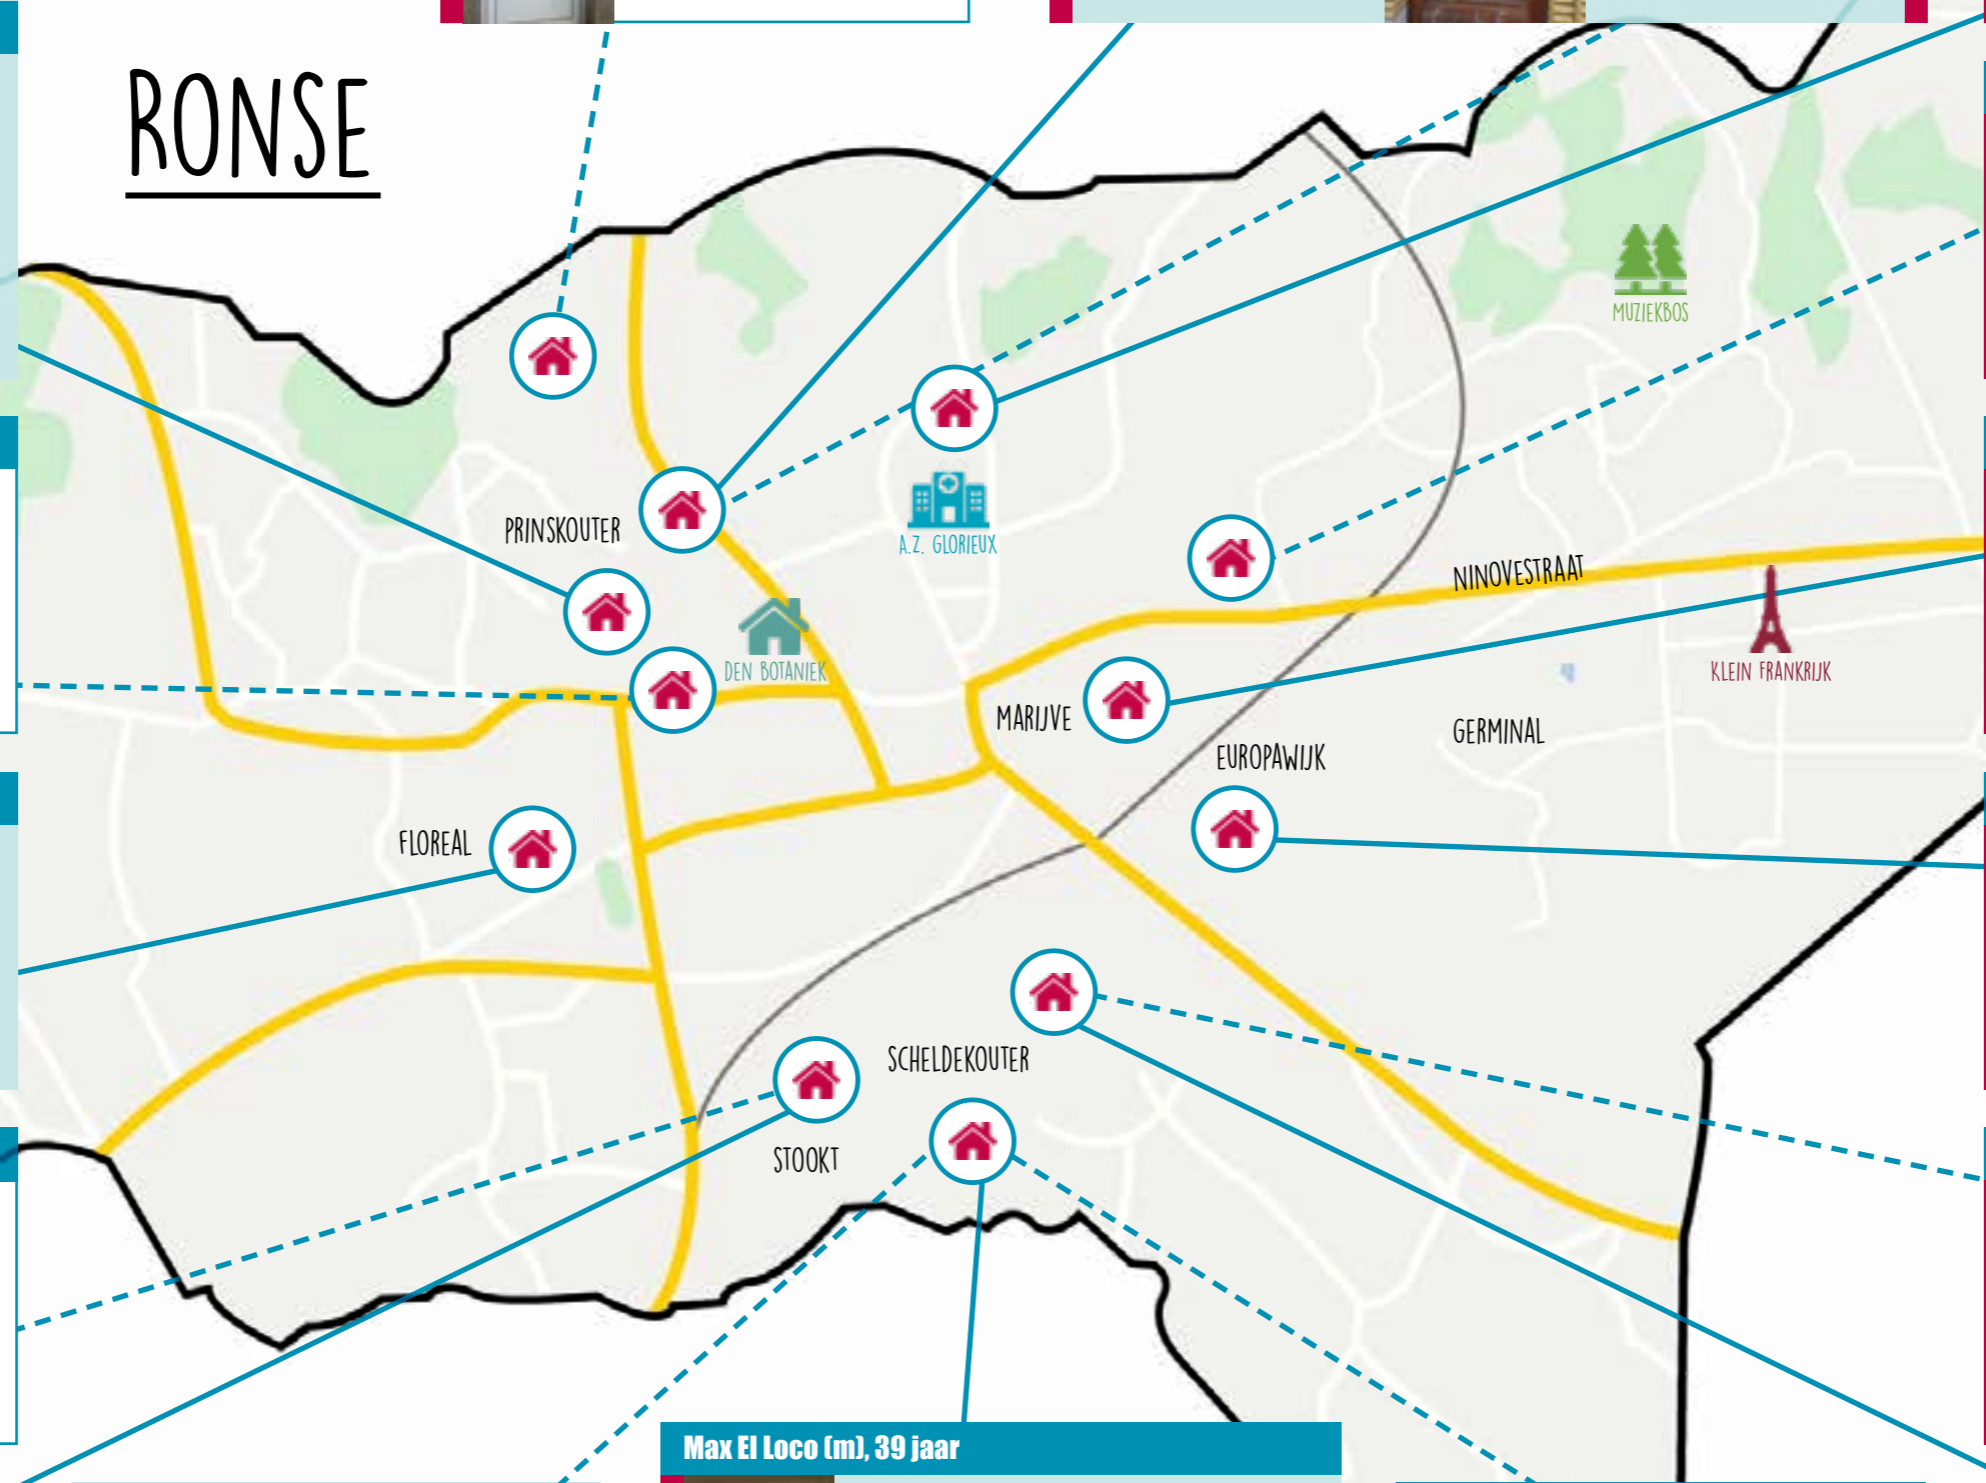 RONSE
MUZIEKBOS
PRINSKOUTER
A.Z. GLORIEUX
NINOVESTRAAT
DEN BOTANIEK
KLEIN FRANKRIJK
MARIJVE
GERMINAL
EUROPAWIJK
FLOREAL
SCHELDEKOUTER
STOOKT
Max El Loco (m), 39 jaar